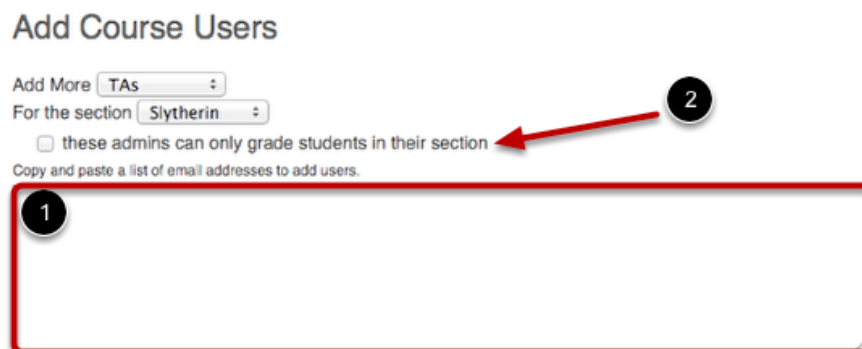 Add Course Users
Add More TAs
For the section Slytherin
2
these admins can only grade students in their section
Copy and paste a list of email addresses to add users.
1